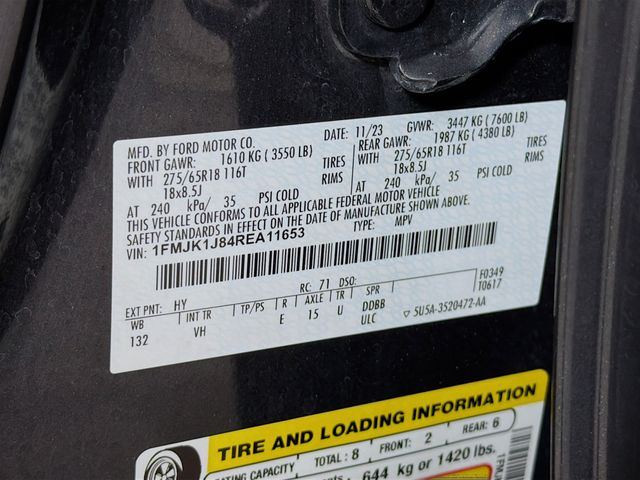 MFD. BY FORD MOTOR CO.
DATE: 11/23 GVWR: 3447 KG ( 7600 LB)
FRONT GAWR: 1610 KG ( 3550 LB)
REAR GAWR: 1987 KG ( 4380 LB)
WITH 275/65R18 116T TIRES
WITH 275/65R18 116T TIRES
18x8.5J RIMS
18x8.5J RIMS
AT 240 kPa/ 35 PSI COLD
AT 240 kPa/ 35 PSI COLD
THIS VEHICLE CONFORMS TO ALL APPLICABLE FEDERAL MOTOR VEHICLE
SAFETY STANDARDS IN EFFECT ON THE DATE OF MANUFACTURE SHOWN ABOVE.
VIN: 1FMJK1J84REA11653
TYPE: MPV
EXT PNT: HY RC: 71 DSO: F0349
WB INT TR TP/PS R AXLE TR SPR T0617
132 VH E 15 U DDBB
ULC ▽ 5U5A-3520472-AA
TIRE AND LOADING INFORMATION
SEATING CAPACITY TOTAL: 8 FRONT: 2 REAR: 6
644 kg or 1420 lbs.